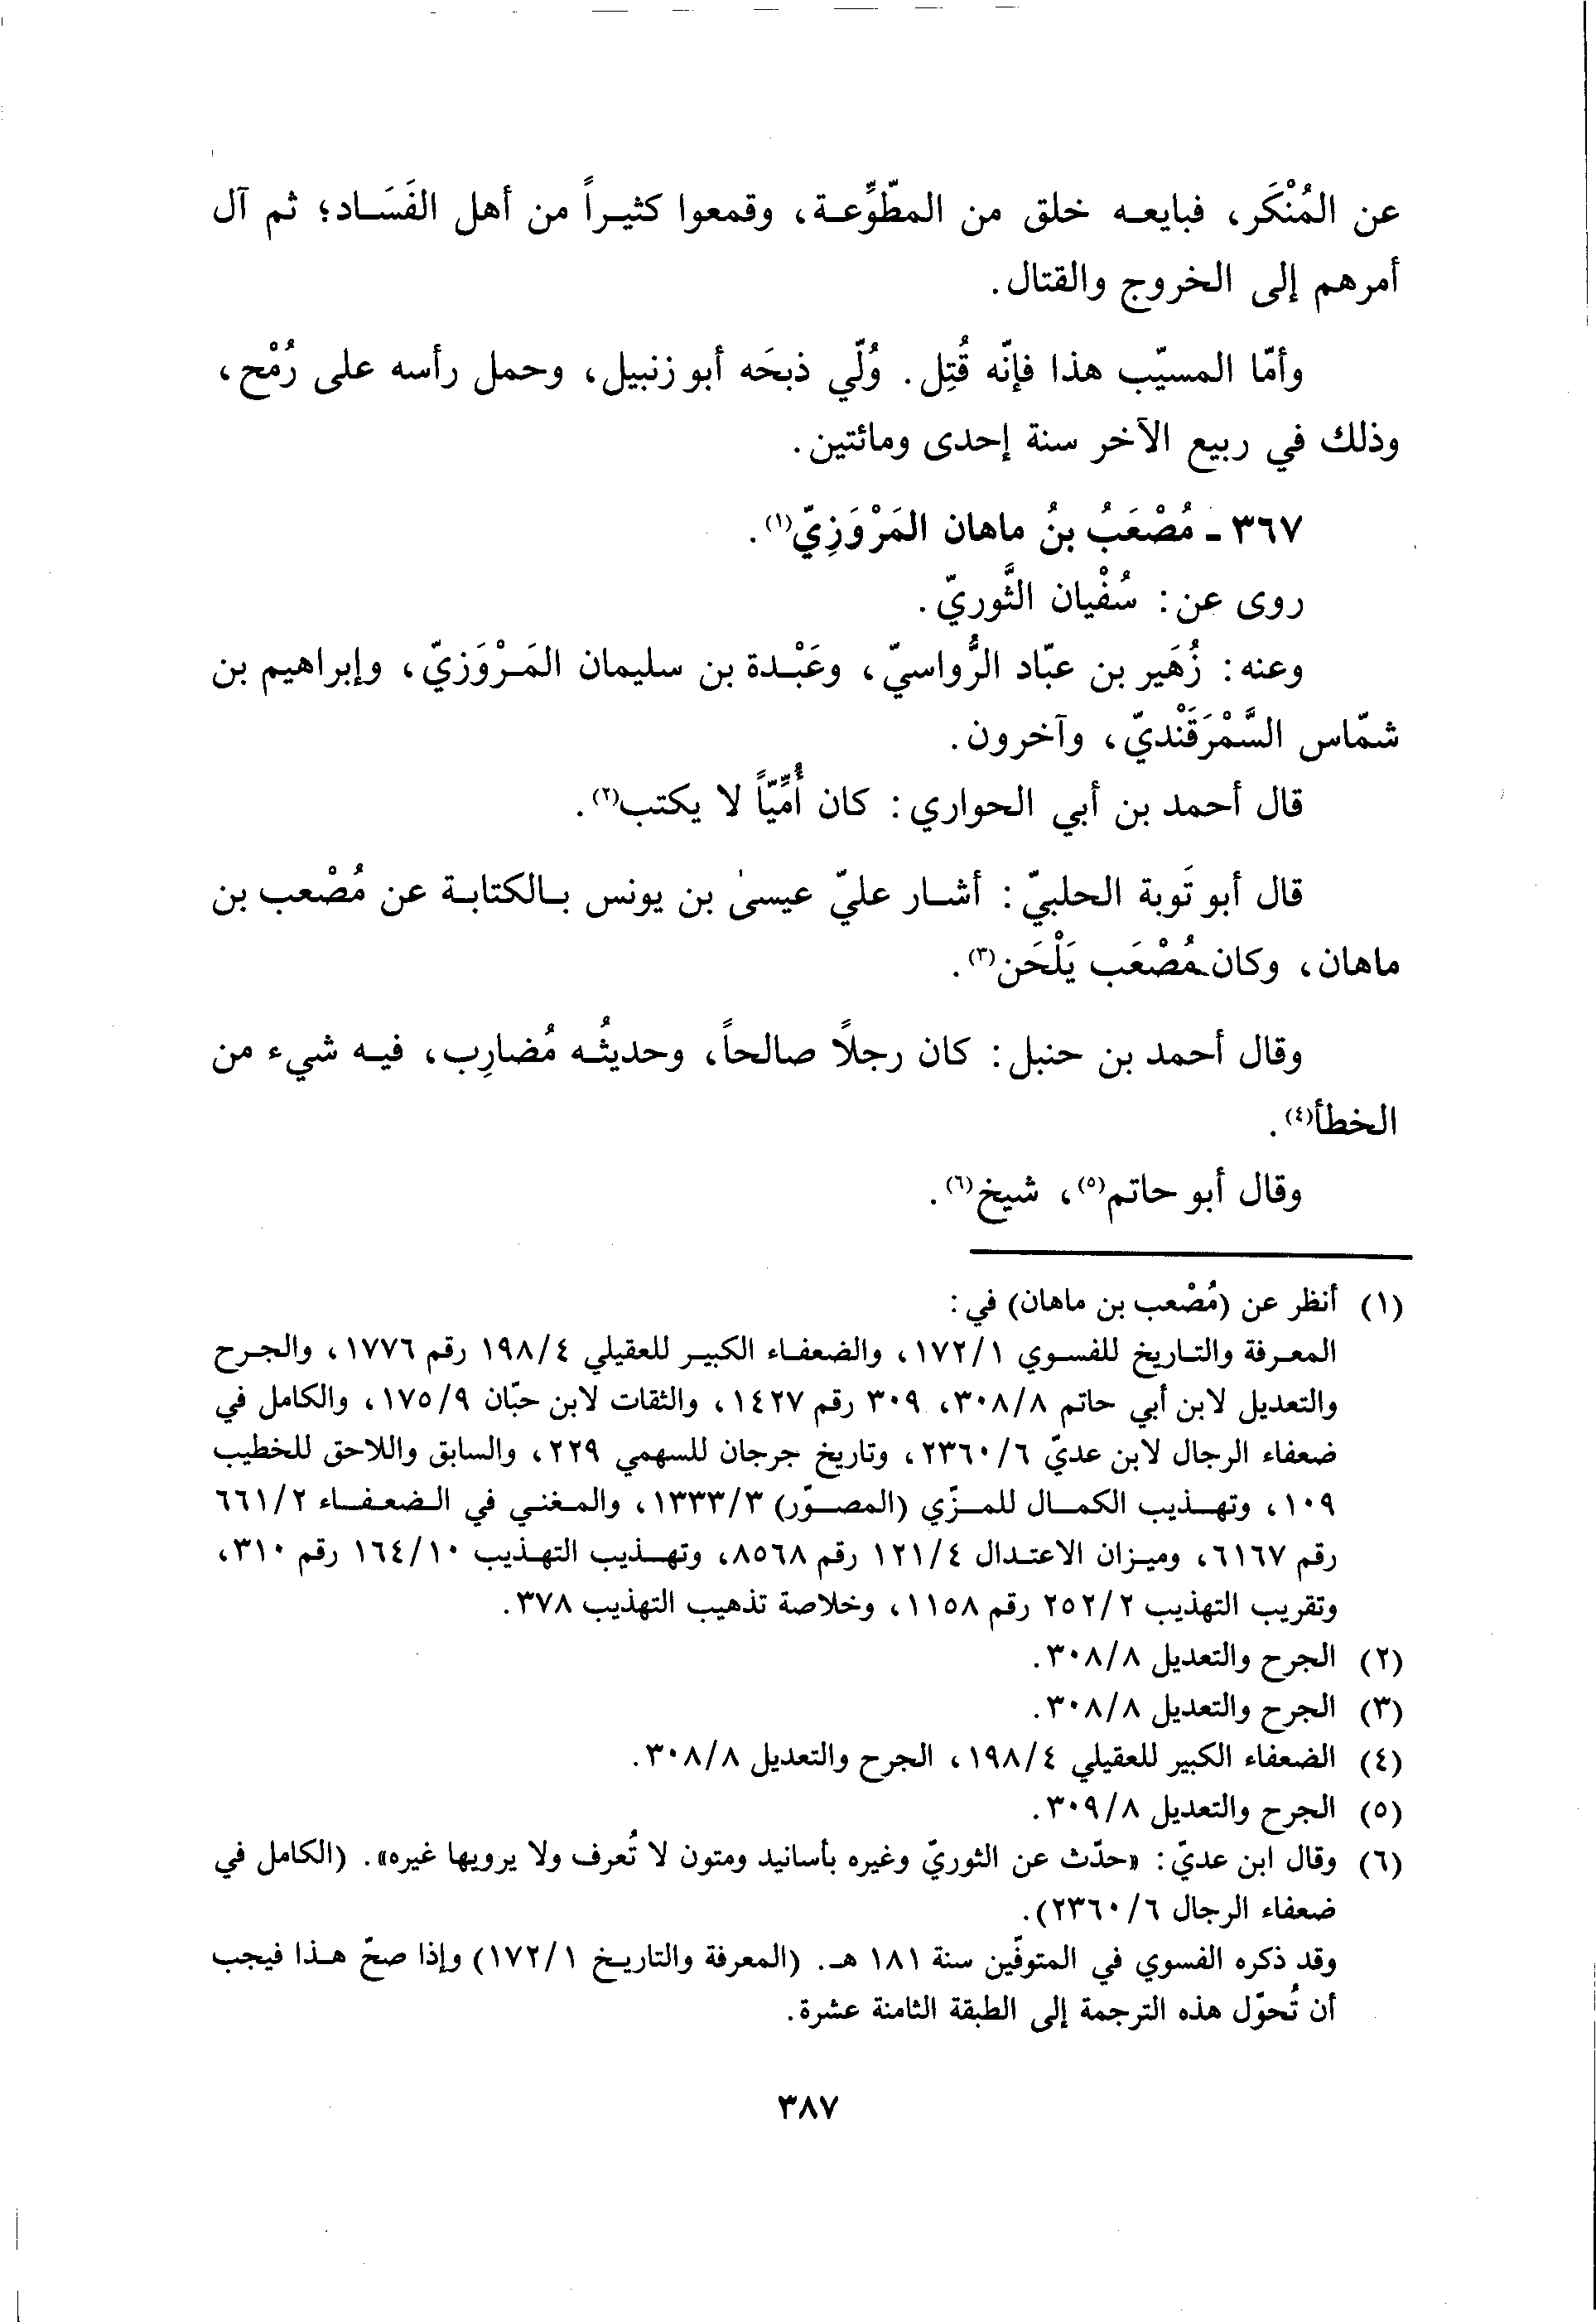 عن المُنْكَر، فبايعه خلق من المطّوِّعة، وقمعوا كثيراً من أهل الفَسَاد؛ ثم آل
أمرهم إلى الخروج والقتال.
وأمّا المسيّب هذا فإنّه قُتِل. وُلّي ذبحَه أبو زنبيل، وحمل رأسه على رُمْح،
وذلك في ربيع الآخر سنة إحدى ومائتين.
٣٦٧ - مُصْعَبُ بنُ ماهان المَرْوَزِيّ(١).
روى عن: سُفْيان الثَّوريّ.
وعنه: زُهَير بن عبّاد الرُّواسيّ، وعَبْدة بن سليمان المَرْوَزيّ، وإبراهيم بن
شمّاس السَّمْرَقَنْديّ، وآخرون.
قال أحمد بن أبي الحواري: كان أُمِّيّاً لا يكتب(٢).
قال أبو تَوبة الحلبيّ: أشار عليّ عيسى بن يونس بالكتابة عن مُصْعب بن
ماهان، وكان مُصْعَب يَلْحَن(٣).
وقال أحمد بن حنبل: كان رجلاً صالحاً، وحديثُه مُضارِب، فيه شيء من
الخطأ(٤).
وقال أبو حاتم(٥)، شيخ(٦).
(١) أنظر عن (مُصْعب بن ماهان) في:
المعرفة والتاريخ للفسوي ١/١٧٢، والضعفاء الكبير للعقيلي ٤/١٩٨ رقم ١٧٧٦، والجرح
والتعديل لابن أبي حاتم ٨/٣٠٨، ٣٠٩ رقم ١٤٢٧، والثقات لابن حبّان ٩/١٧٥، والكامل في
ضعفاء الرجال لابن عديّ ٦/٢٣٦٠، وتاريخ جرجان للسهمي ٢٢٩، والسابق واللاحق للخطيب
١٠٩، وتهذيب الكمال للمزّي (المصوّر) ٣/١٣٣٣، والمغني في الضعفاء ٢/٦٦١
رقم ٦١٦٧، وميزان الاعتدال ٤/١٢١ رقم ٨٥٦٨، وتهذيب التهذيب ١٠/١٦٤ رقم ٣١٠،
وتقريب التهذيب ٢/٢٥٢ رقم ١١٥٨، وخلاصة تذهيب التهذيب ٣٧٨.
(٢) الجرح والتعديل ٨/٣٠٨.
(٣) الجرح والتعديل ٨/٣٠٨.
(٤) الضعفاء الكبير للعقيلي ٤/١٩٨، الجرح والتعديل ٨/٣٠٨.
(٥) الجرح والتعديل ٨/٣٠٩.
(٦) وقال ابن عديّ: «حدّث عن الثوريّ وغيره بأسانيد ومتون لا تُعرف ولا يرويها غيره». (الكامل في
ضعفاء الرجال ٦/٢٣٦٠).
وقد ذكره الفسوي في المتوفّين سنة ١٨١ هـ. (المعرفة والتاريخ ١/١٧٢) وإذا صحّ هذا فيجب
أن تُحوّل هذه الترجمة إلى الطبقة الثامنة عشرة.
٣٨٧